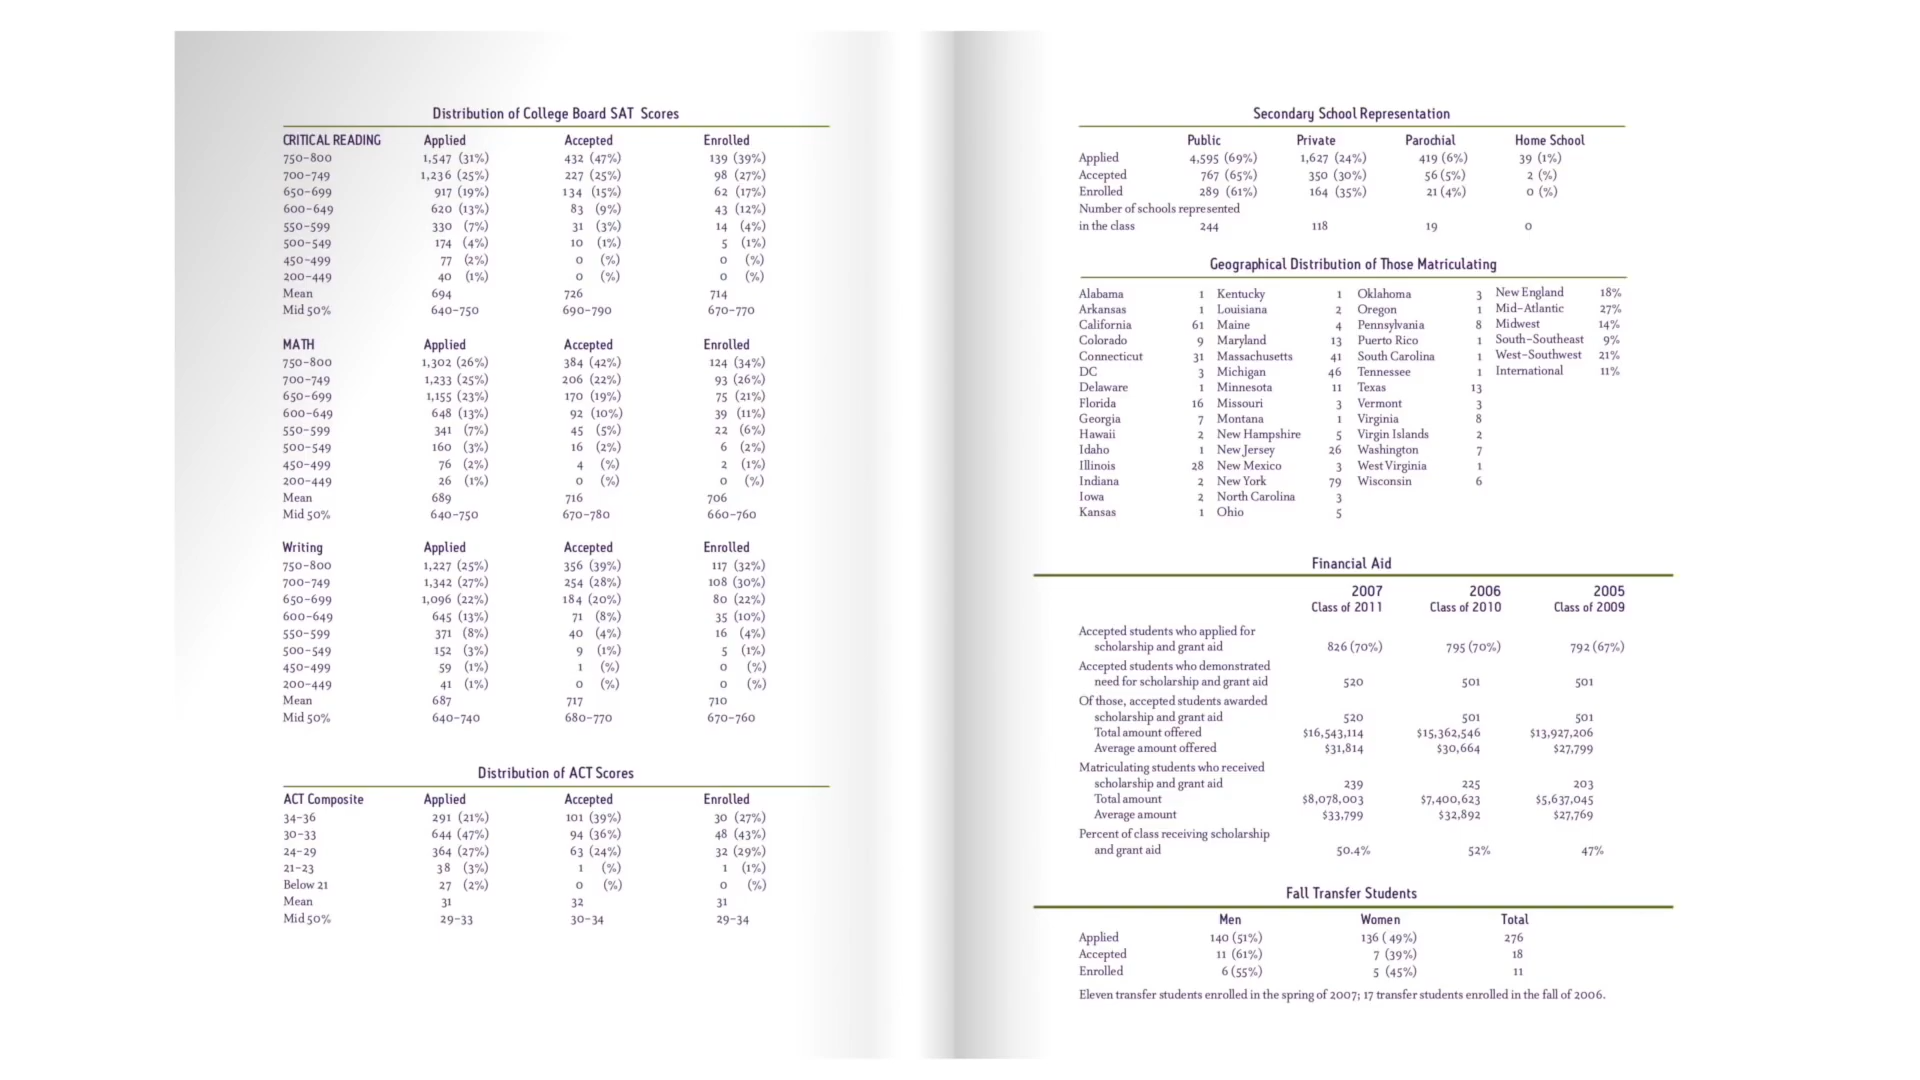 Distribution of College Board SAT Scores
CRITICAL READING Applied Accepted Enrolled
750–800 1,547 (31%) 432 (47%) 139 (39%)
700–749 1,236 (25%) 227 (25%) 98 (27%)
650–699 917 (19%) 134 (15%) 62 (17%)
600–649 620 (13%) 83 (9%) 43 (12%)
550–599 330 (7%) 31 (3%) 14 (4%)
500–549 174 (4%) 10 (1%) 5 (1%)
450–499 77 (2%) 0 (%) 0 (%)
200–449 40 (1%) 0 (%) 0 (%)
Mean 694 726 714
Mid 50% 640–750 690–790 670–770
MATH Applied Accepted Enrolled
750–800 1,302 (26%) 384 (42%) 124 (34%)
700–749 1,233 (25%) 206 (22%) 93 (26%)
650–699 1,155 (23%) 170 (19%) 75 (21%)
600–649 648 (13%) 92 (10%) 39 (11%)
550–599 341 (7%) 45 (5%) 22 (6%)
500–549 160 (3%) 16 (2%) 6 (2%)
450–499 76 (2%) 4 (%) 2 (1%)
200–449 26 (1%) 0 (%) 0 (%)
Mean 689 716 706
Mid 50% 640–750 670–780 660–760
Writing Applied Accepted Enrolled
750–800 1,227 (25%) 356 (39%) 117 (32%)
700–749 1,342 (27%) 254 (28%) 108 (30%)
650–699 1,096 (22%) 184 (20%) 80 (22%)
600–649 645 (13%) 71 (8%) 35 (10%)
550–599 371 (8%) 40 (4%) 16 (4%)
500–549 152 (3%) 9 (1%) 5 (1%)
450–499 59 (1%) 1 (%) 0 (%)
200–449 41 (1%) 0 (%) 0 (%)
Mean 687 717 710
Mid 50% 640–740 680–770 670–760
Distribution of ACT Scores
ACT Composite Applied Accepted Enrolled
34–36 291 (21%) 101 (39%) 30 (27%)
30–33 644 (47%) 94 (36%) 48 (43%)
24–29 364 (27%) 63 (24%) 32 (29%)
21–23 38 (3%) 1 (%) 1 (1%)
Below 21 27 (2%) 0 (%) 0 (%)
Mean 31 32 31
Mid 50% 29–33 30–34 29–34
Secondary School Representation
Public Private Parochial Home School
Applied 4,595 (69%) 1,627 (24%) 419 (6%) 39 (1%)
Accepted 767 (65%) 350 (30%) 56 (5%) 2 (%)
Enrolled 289 (61%) 164 (35%) 21 (4%) 0 (%)
Number of schools represented
in the class 244 118 19 0
Geographical Distribution of Those Matriculating
Alabama 1 Kentucky 1 Oklahoma 3 New England 18%
Arkansas 1 Louisiana 2 Oregon 1 Mid–Atlantic 27%
California 61 Maine 4 Pennsylvania 8 Midwest 14%
Colorado 9 Maryland 13 Puerto Rico 1 South–Southeast 9%
Connecticut 31 Massachusetts 41 South Carolina 1 West–Southwest 21%
DC 3 Michigan 46 Tennessee 1 International 11%
Delaware 1 Minnesota 11 Texas 13
Florida 16 Missouri 3 Vermont 3
Georgia 7 Montana 1 Virginia 8
Hawaii 2 New Hampshire 5 Virgin Islands 2
Idaho 1 New Jersey 26 Washington 7
Illinois 28 New Mexico 3 West Virginia 1
Indiana 2 New York 79 Wisconsin 6
Iowa 2 North Carolina 3
Kansas 1 Ohio 5
Financial Aid
2007 2006 2005
Class of 2011 Class of 2010 Class of 2009
Accepted students who applied for
scholarship and grant aid 826 (70%) 795 (70%) 792 (67%)
Accepted students who demonstrated
need for scholarship and grant aid 520 501 501
Of those, accepted students awarded
scholarship and grant aid 520 501 501
Total amount offered $16,543,114 $15,362,546 $13,927,206
Average amount offered $31,814 $30,664 $27,799
Matriculating students who received
scholarship and grant aid 239 225 203
Total amount $8,078,003 $7,400,623 $5,637,045
Average amount $33,799 $32,892 $27,769
Percent of class receiving scholarship
and grant aid 50.4% 52% 47%
Fall Transfer Students
Men Women Total
Applied 140 (51%) 136 ( 49%) 276
Accepted 11 (61%) 7 (39%) 18
Enrolled 6 (55%) 5 (45%) 11
Eleven transfer students enrolled in the spring of 2007; 17 transfer students enrolled in the fall of 2006.